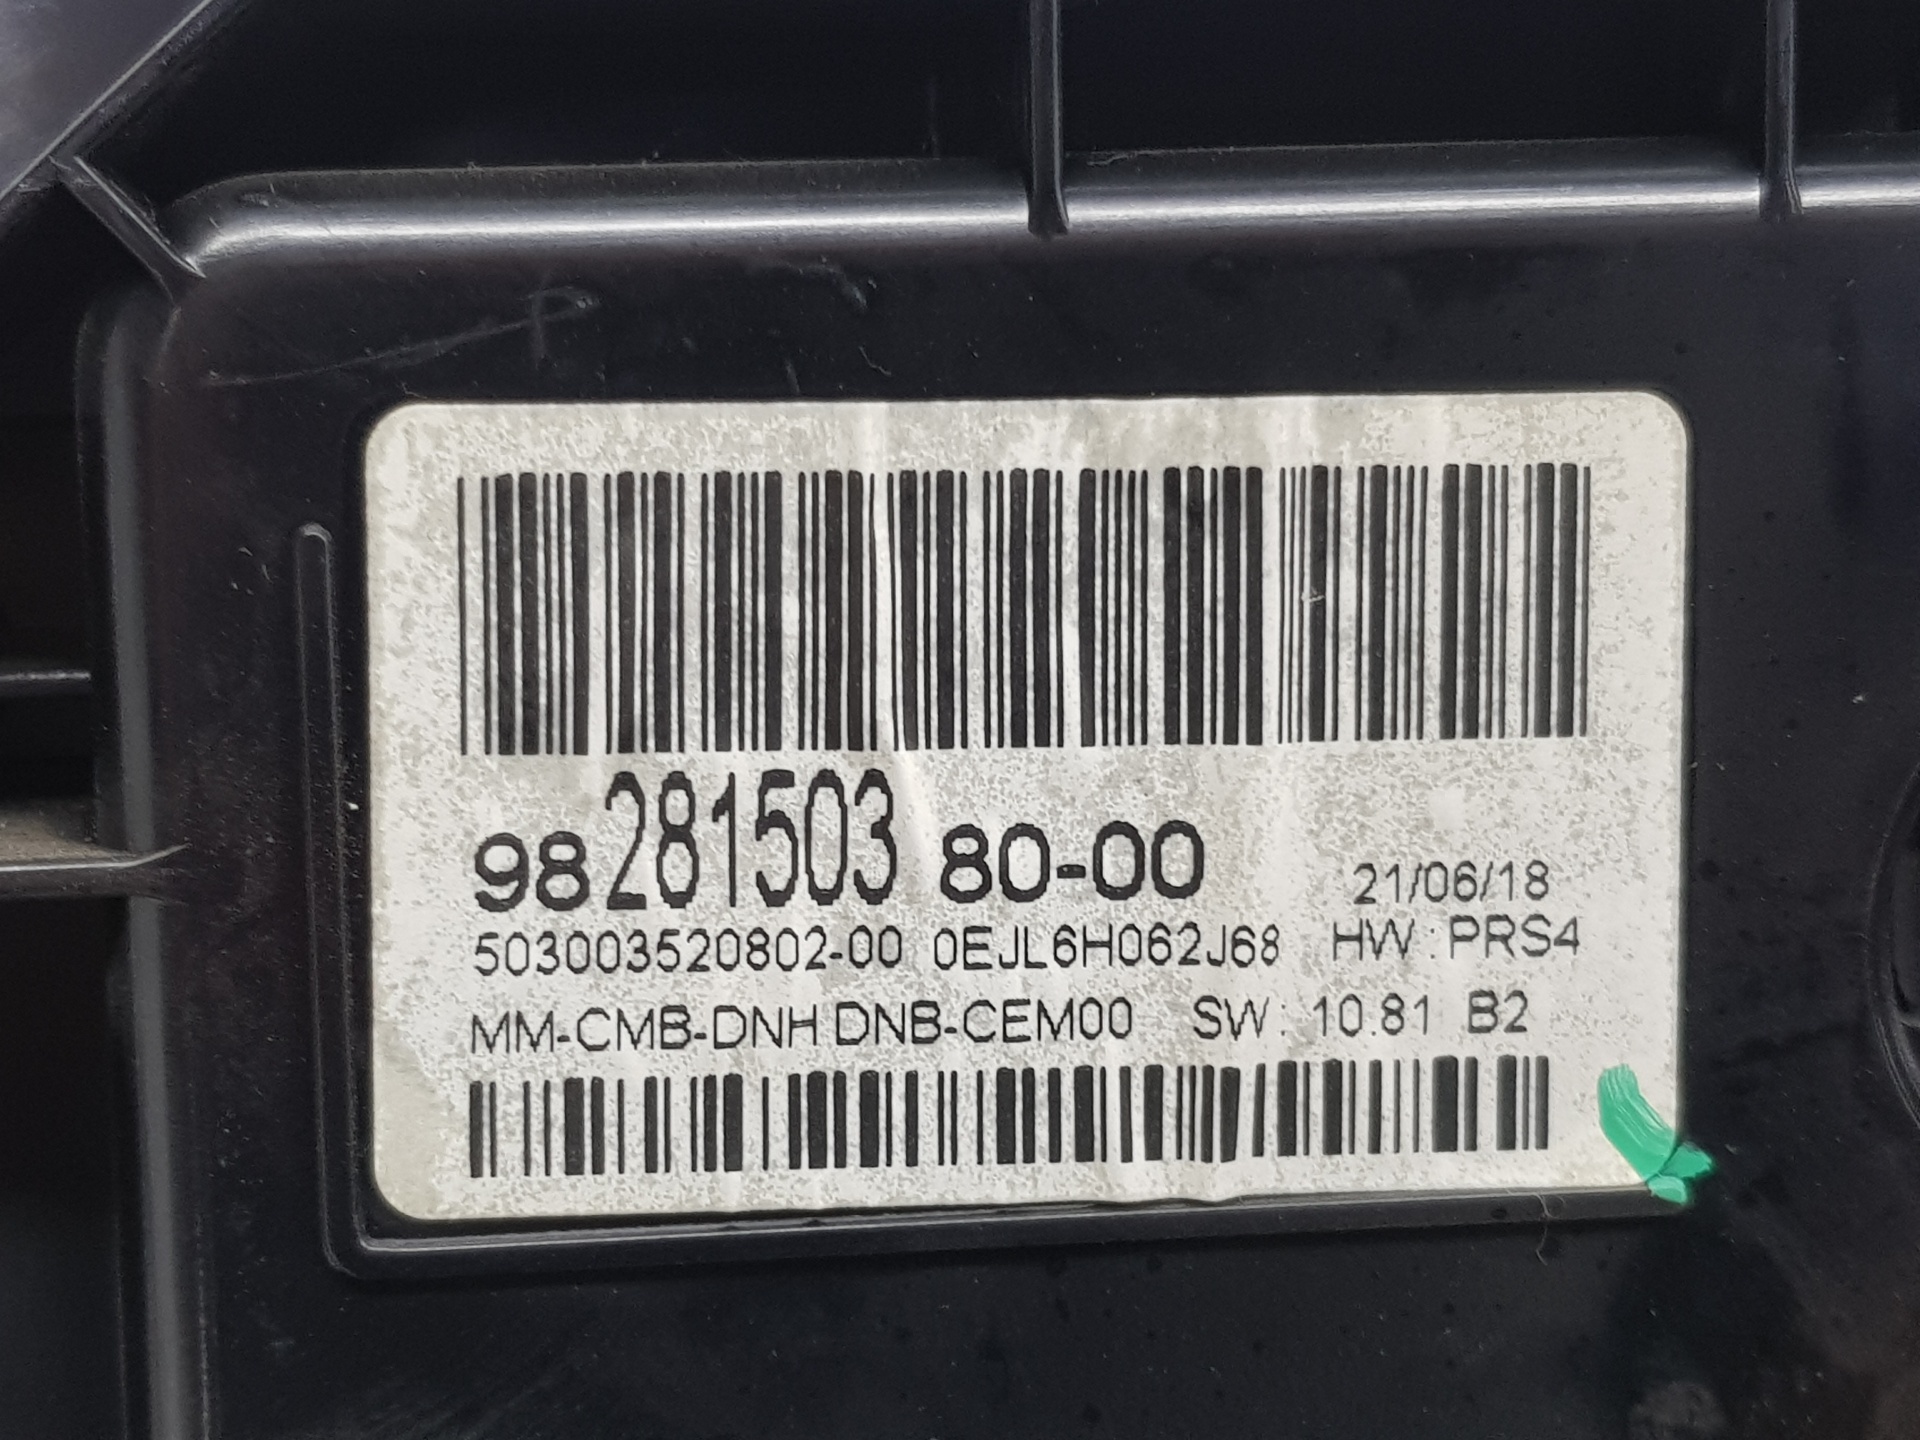 98 281503 80-00
21/06/18
503003520802-00 0EJL6H062J68 HW: PRS4
MM-CMB-DNH DNB-CEM00 SW: 10.81 B2